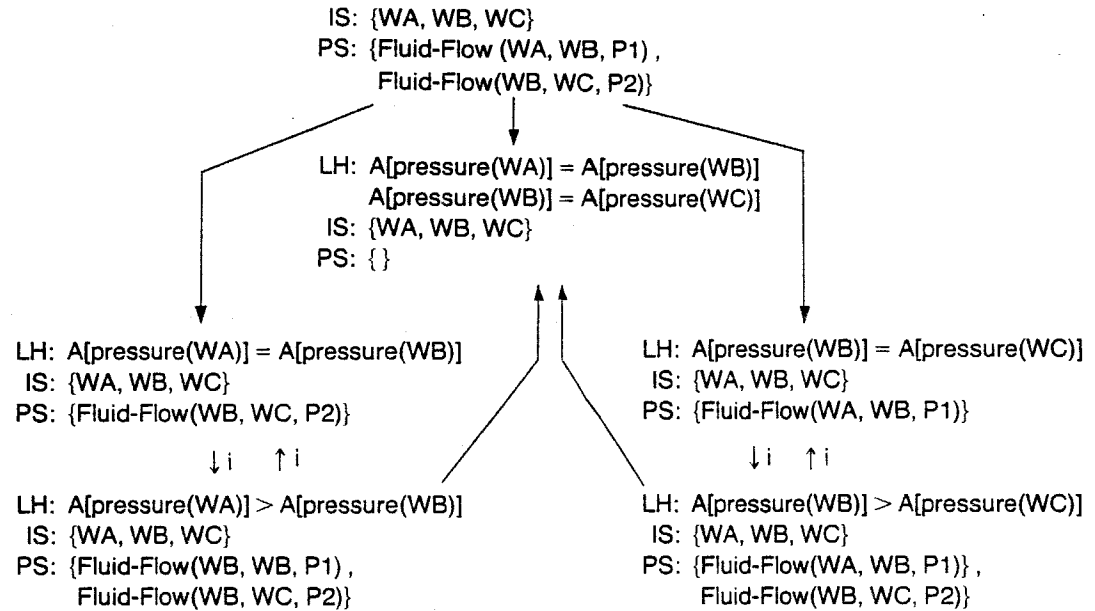 IS: {WA, WB, WC}
PS: {Fluid-Flow (WA, WB, P1) ,
Fluid-Flow(WB, WC, P2)}
LH: A[pressure(WA)] = A[pressure(WB)]
A[pressure(WB)] = A[pressure(WC)]
IS: {WA, WB, WC}
PS: { }
LH: A[pressure(WA)] = A[pressure(WB)]
IS: {WA, WB, WC}
PS: {Fluid-Flow(WB, WC, P2)}
↓ i ↑ i
LH: A[pressure(WA)] > A[pressure(WB)]
IS: {WA, WB, WC}
PS: {Fluid-Flow(WB, WB, P1) ,
Fluid-Flow(WB, WC, P2)}
LH: A[pressure(WB)] = A[pressure(WC)]
IS: {WA, WB, WC}
PS: {Fluid-Flow(WA, WB, P1)}
↓ i ↑ i
LH: A[pressure(WB)] > A[pressure(WC)]
IS: {WA, WB, WC}
PS: {Fluid-Flow(WA, WB, P1)} ,
Fluid-Flow(WB, WC, P2)}